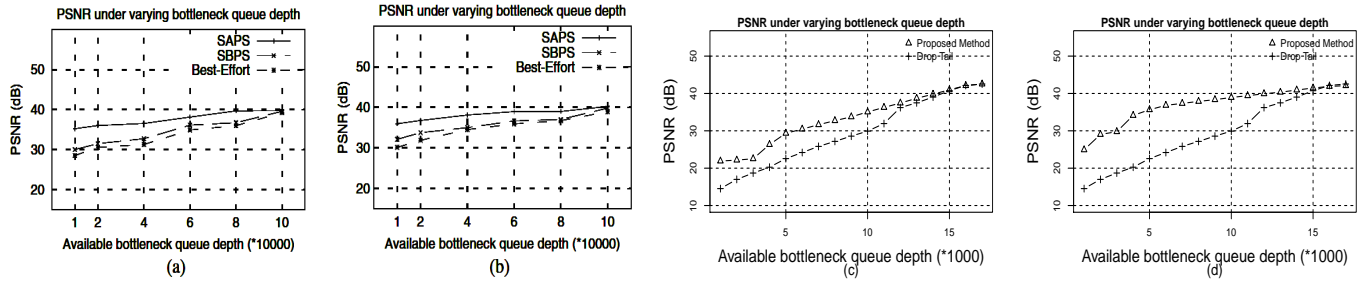 PSNR under varying bottleneck queue depth
SAPS
SBPS
Best-Effort
50
40
30
20
PSNR (dB)
1 2 4 6 8 10
Available bottleneck queue depth (*10000)
(a)
PSNR under varying bottleneck queue depth
SAPS
SBPS
Best-Effort
50
40
30
20
PSNR (dB)
1 2 4 6 8 10
Available bottleneck queue depth (*10000)
(b)
PSNR under varying bottleneck queue depth
Proposed Method
Drop Tail
50
40
30
20
10
PSNR (dB)
5 10 15
Available bottleneck queue depth (*1000)
(c)
PSNR under varying bottleneck queue depth
Proposed Method
Drop Tail
50
40
30
20
10
PSNR (dB)
5 10 15
Available bottleneck queue depth (*1000)
(d)